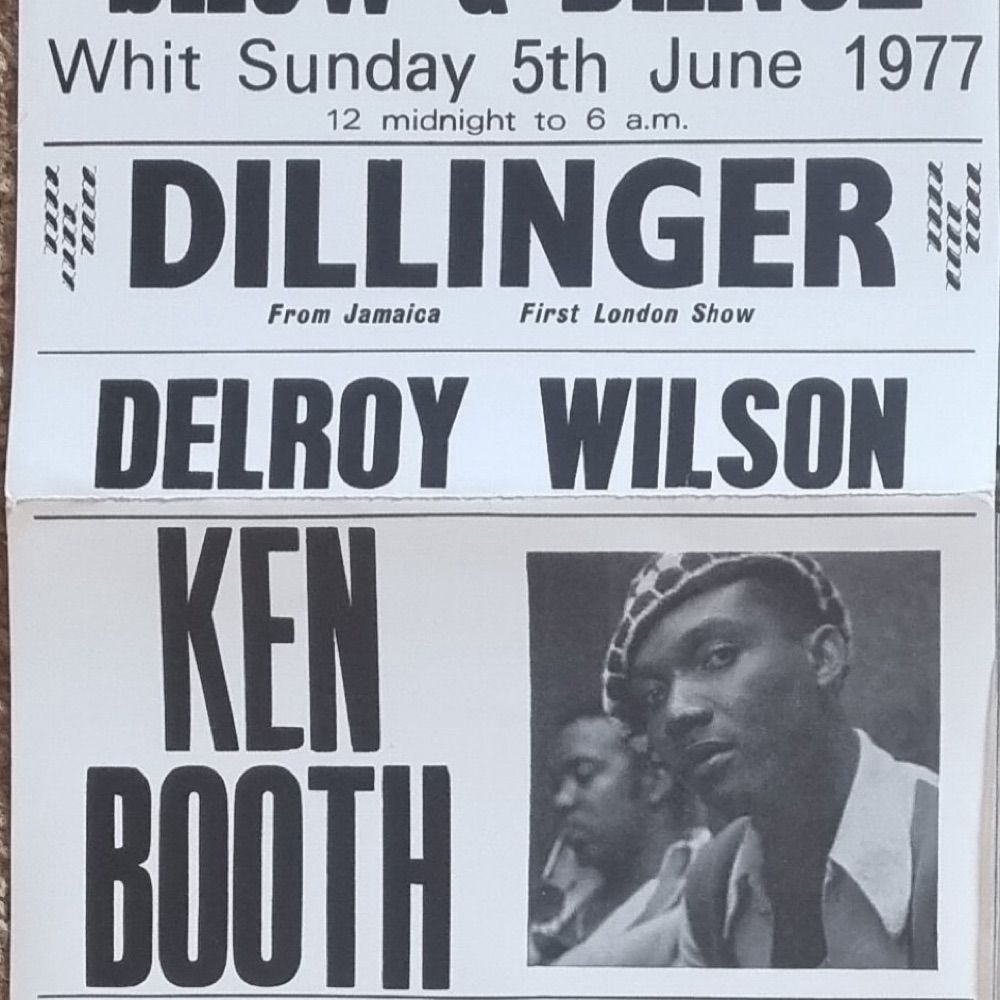 Whit Sunday 5th June 1977
12 midnight to 6 a.m.
DILLINGER
From Jamaica First London Show
DELROY WILSON
KEN
BOOTH